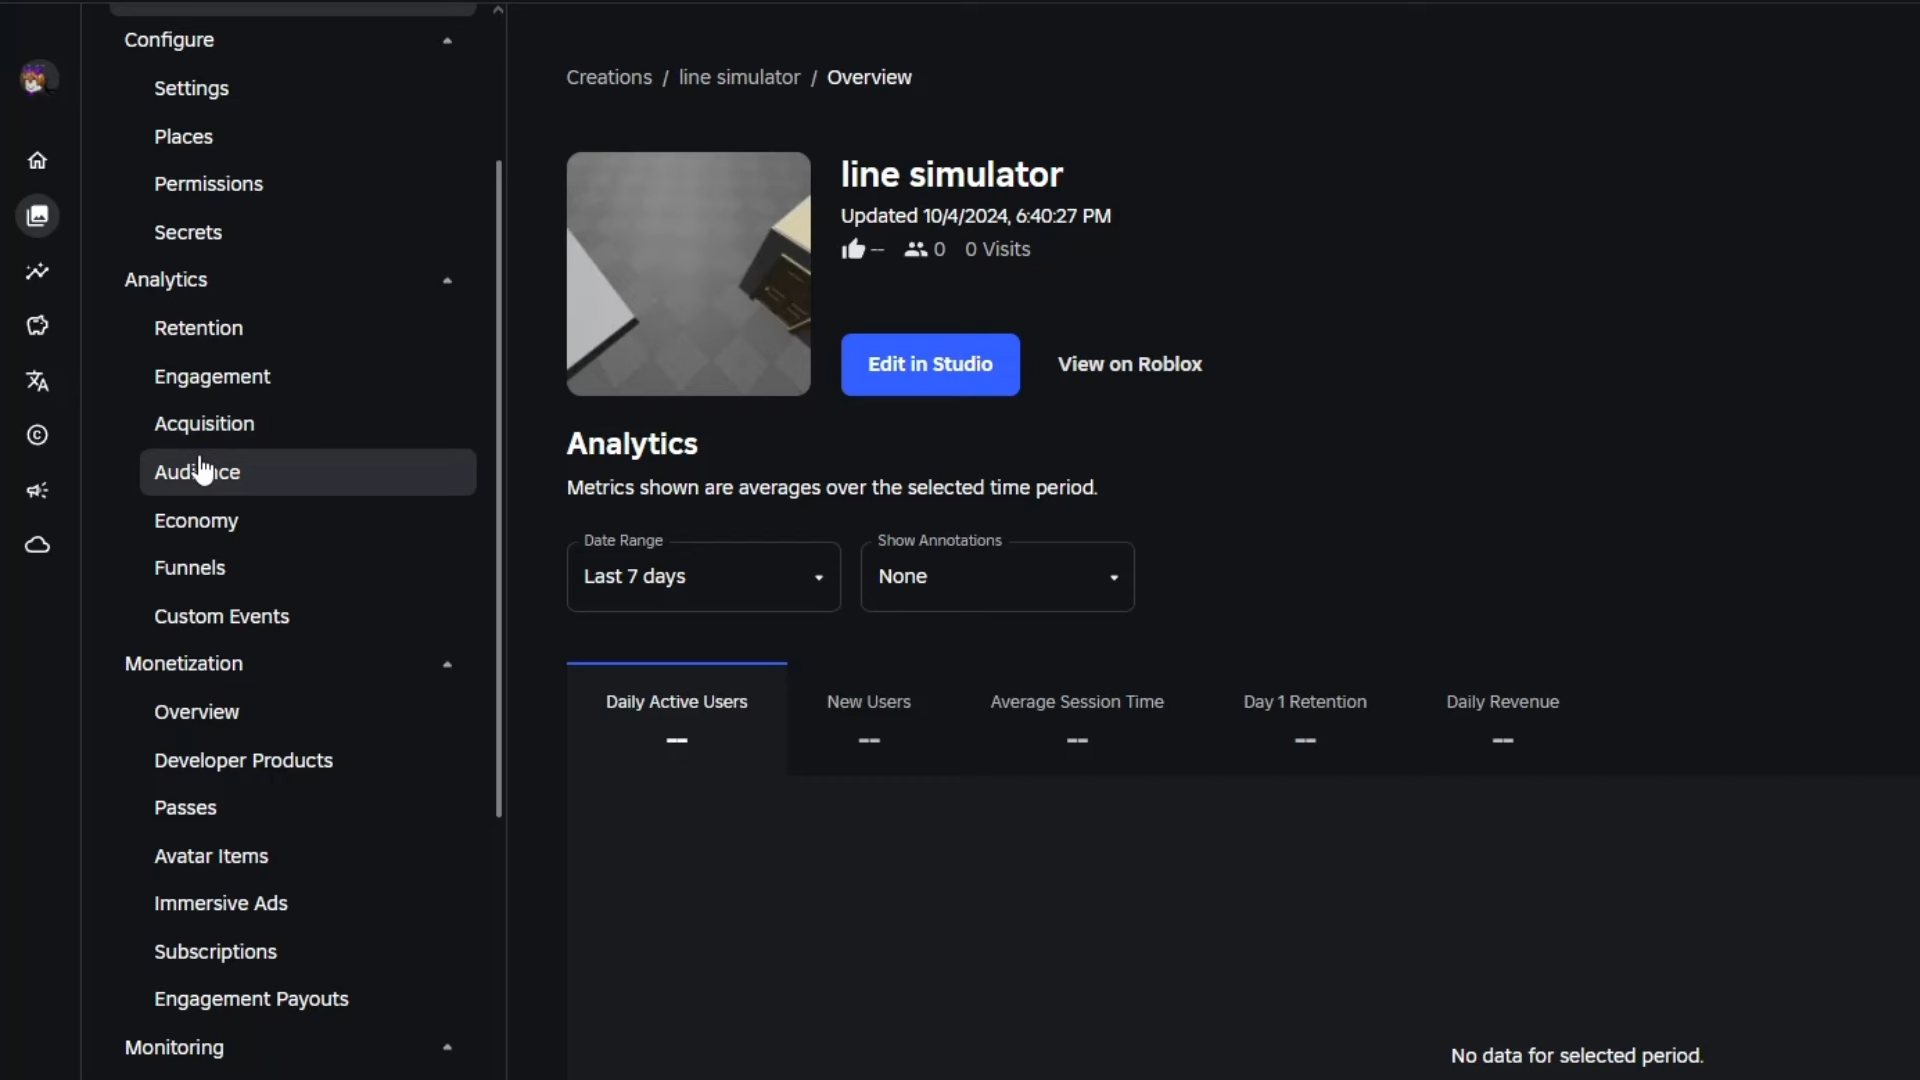 Configure
Settings
Places
Permissions
Secrets
Analytics
Retention
Engagement
Acquisition
Audience
Economy
Funnels
Custom Events
Monetization
Overview
Developer Products
Passes
Avatar Items
Immersive Ads
Subscriptions
Engagement Payouts
Monitoring
Creations / line simulator / Overview
line simulator
Updated 10/4/2024, 6:40:27 PM
-- 0 0 Visits
Edit in Studio View on Roblox
Analytics
Metrics shown are averages over the selected time period.
Date Range Show Annotations
Last 7 days None
Daily Active Users New Users Average Session Time Day 1 Retention Daily Revenue
-- -- -- -- --
No data for selected period.